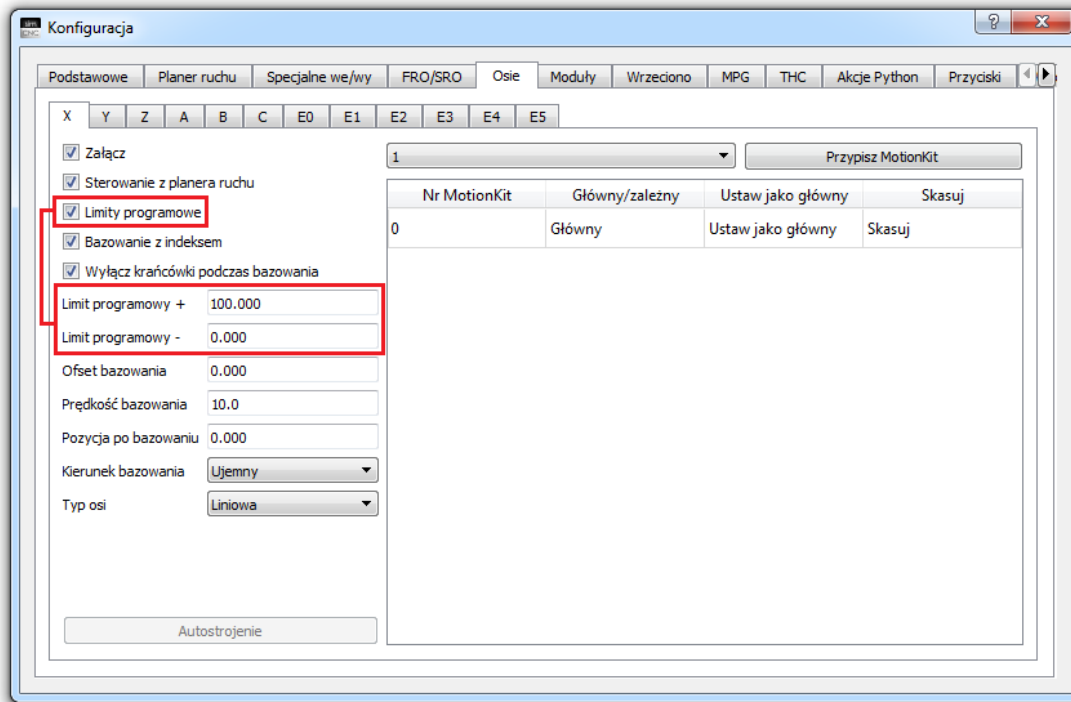 sim CNC Konfiguracja
Podstawowe Planer ruchu Specjalne we/wy FRO/SRO Osie Moduły Wrzeciono MPG THC Akcje Python Przyciski
X Y Z A B C E0 E1 E2 E3 E4 E5
Załącz
1 Przypisz MotionKit
Sterowanie z planera ruchu
Nr MotionKit Główny/zależny Ustaw jako główny Skasuj
Limity programowe
0 Główny Ustaw jako główny Skasuj
Bazowanie z indeksem
Wyłącz krańcówki podczas bazowania
Limit programowy + 100.000
Limit programowy - 0.000
Ofset bazowania 0.000
Prędkość bazowania 10.0
Pozycja po bazowaniu 0.000
Kierunek bazowania Ujemny
Typ osi Liniowa
Autostrojenie